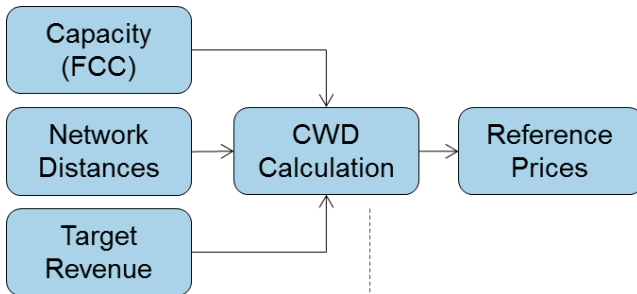 Capacity
(FCC)
Network
Distances
CWD
Calculation
Reference
Prices
Target
Revenue